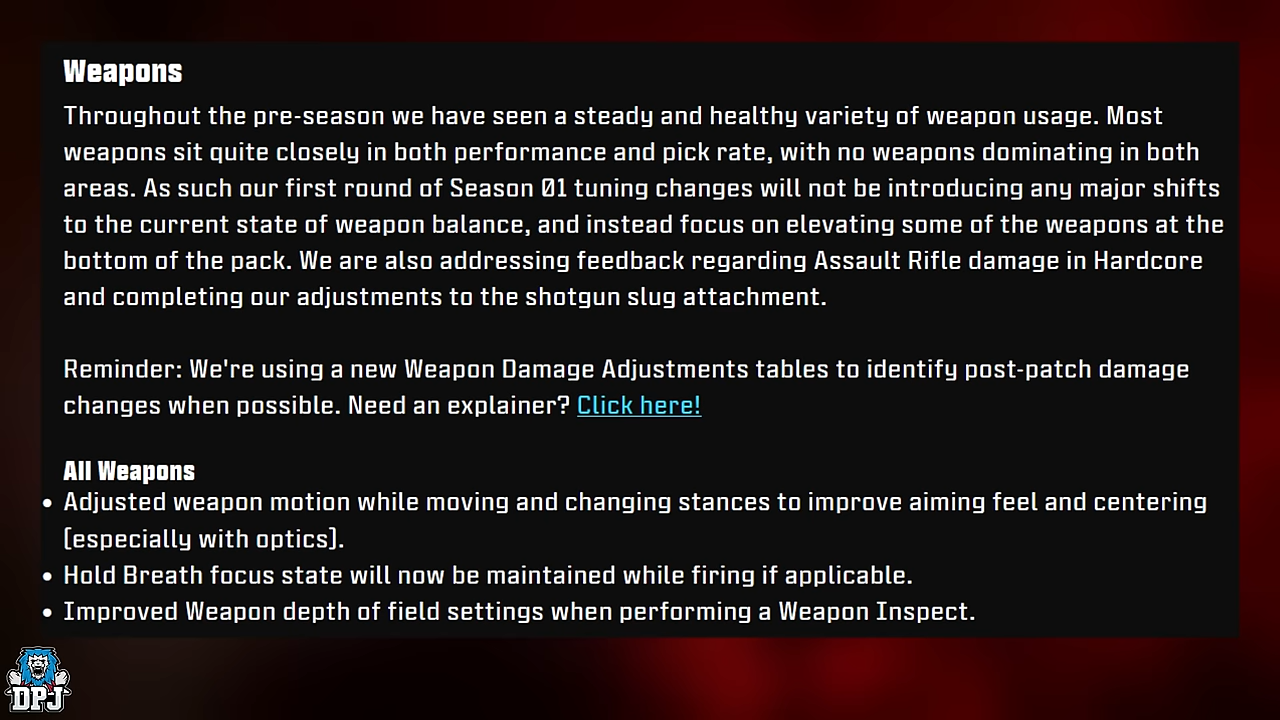 Weapons
Throughout the pre-season we have seen a steady and healthy variety of weapon usage. Most
weapons sit quite closely in both performance and pick rate, with no weapons dominating in both
areas. As such our first round of Season 01 tuning changes will not be introducing any major shifts
to the current state of weapon balance, and instead focus on elevating some of the weapons at the
bottom of the pack. We are also addressing feedback regarding Assault Rifle damage in Hardcore
and completing our adjustments to the shotgun slug attachment.
Reminder: We're using a new Weapon Damage Adjustments tables to identify post-patch damage
changes when possible. Need an explainer? Click here!
All Weapons
• Adjusted weapon motion while moving and changing stances to improve aiming feel and centering
(especially with optics).
• Hold Breath focus state will now be maintained while firing if applicable.
• Improved Weapon depth of field settings when performing a Weapon Inspect.
DPJ